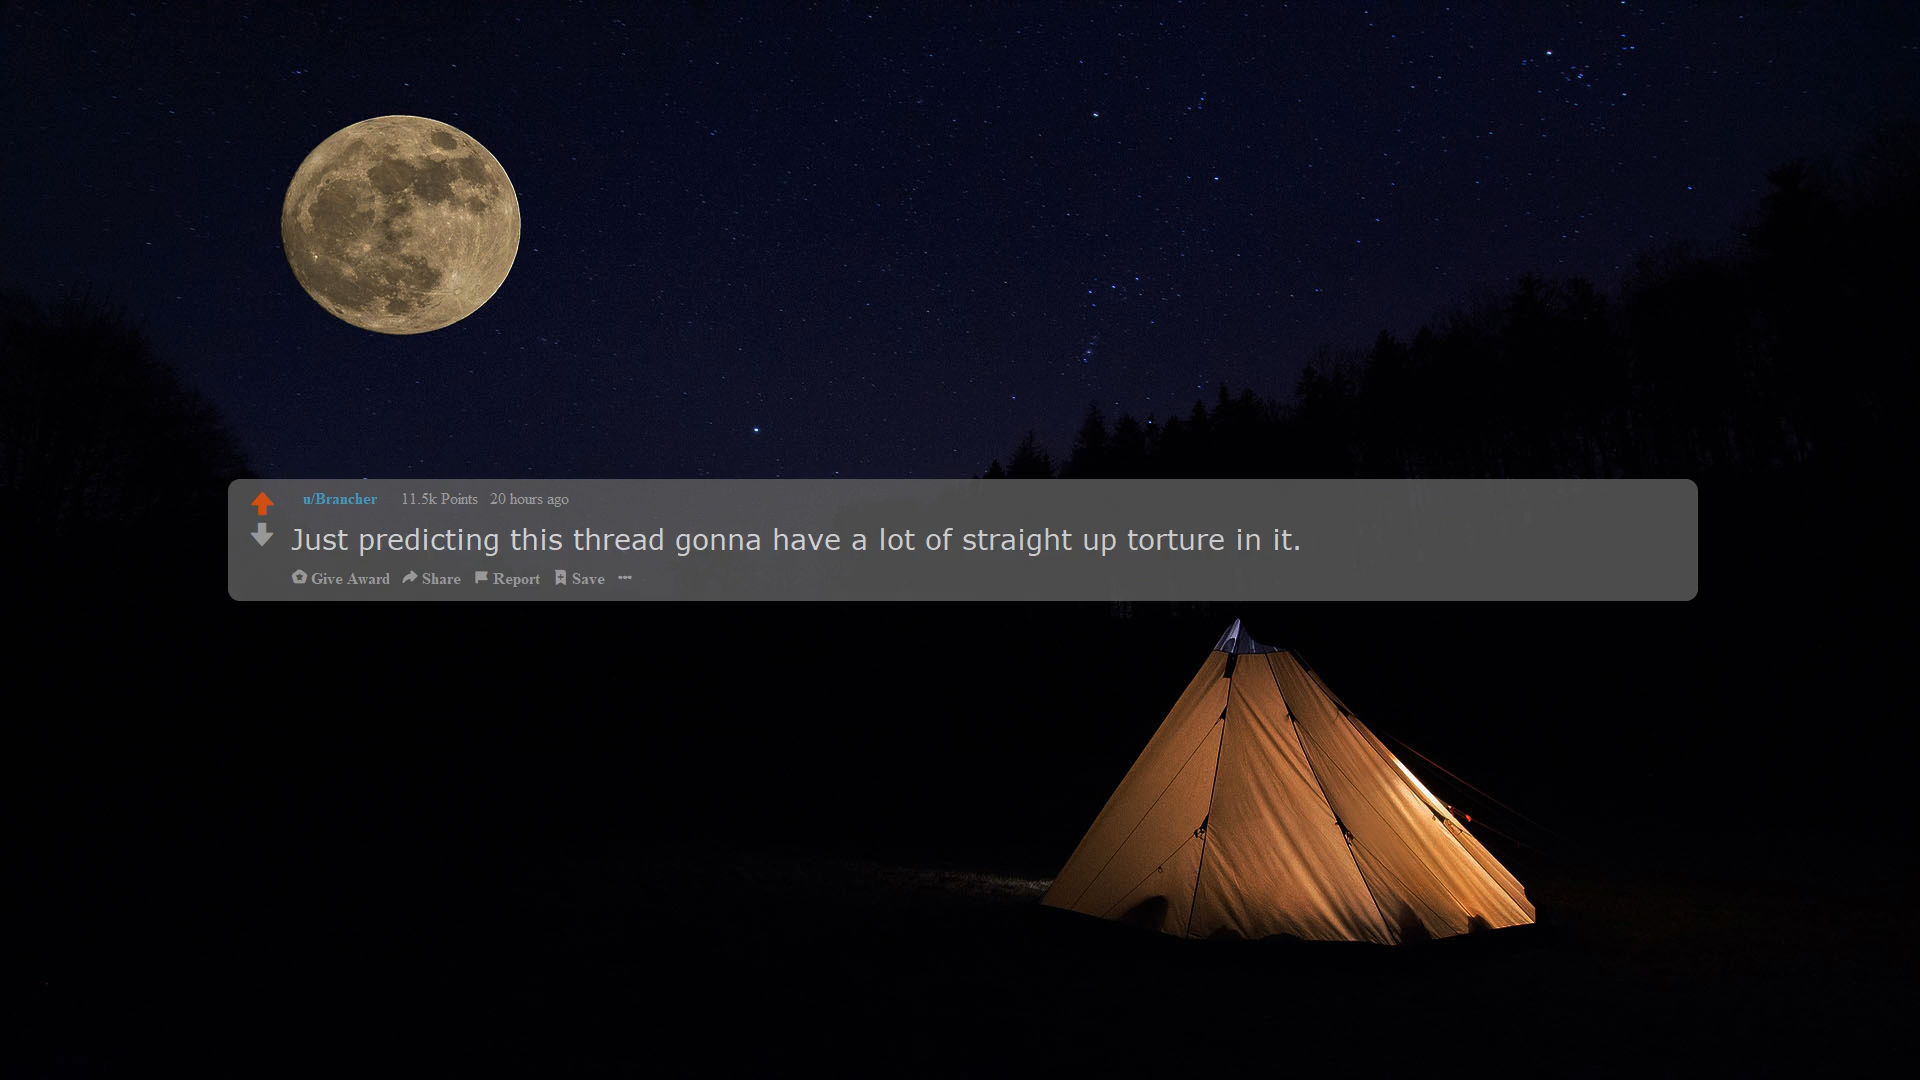 u/Brancher 11.5k Points 20 hours ago
Just predicting this thread gonna have a lot of straight up torture in it.
Give Award Share Report Save